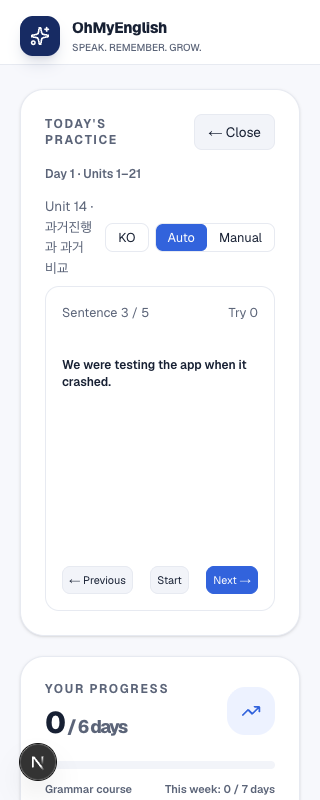 OhMyEnglish
SPEAK. REMEMBER. GROW.
TODAY'S
PRACTICE
← Close
Day 1 · Units 1–21
Unit 14 ·
과거진행
과 과거
비교
KO
Auto
Manual
Sentence 3 / 5
Try 0
We were testing the app when it
crashed.
← Previous
Start
Next →
YOUR PROGRESS
0 / 6 days
N
Grammar course
This week: 0 / 7 days